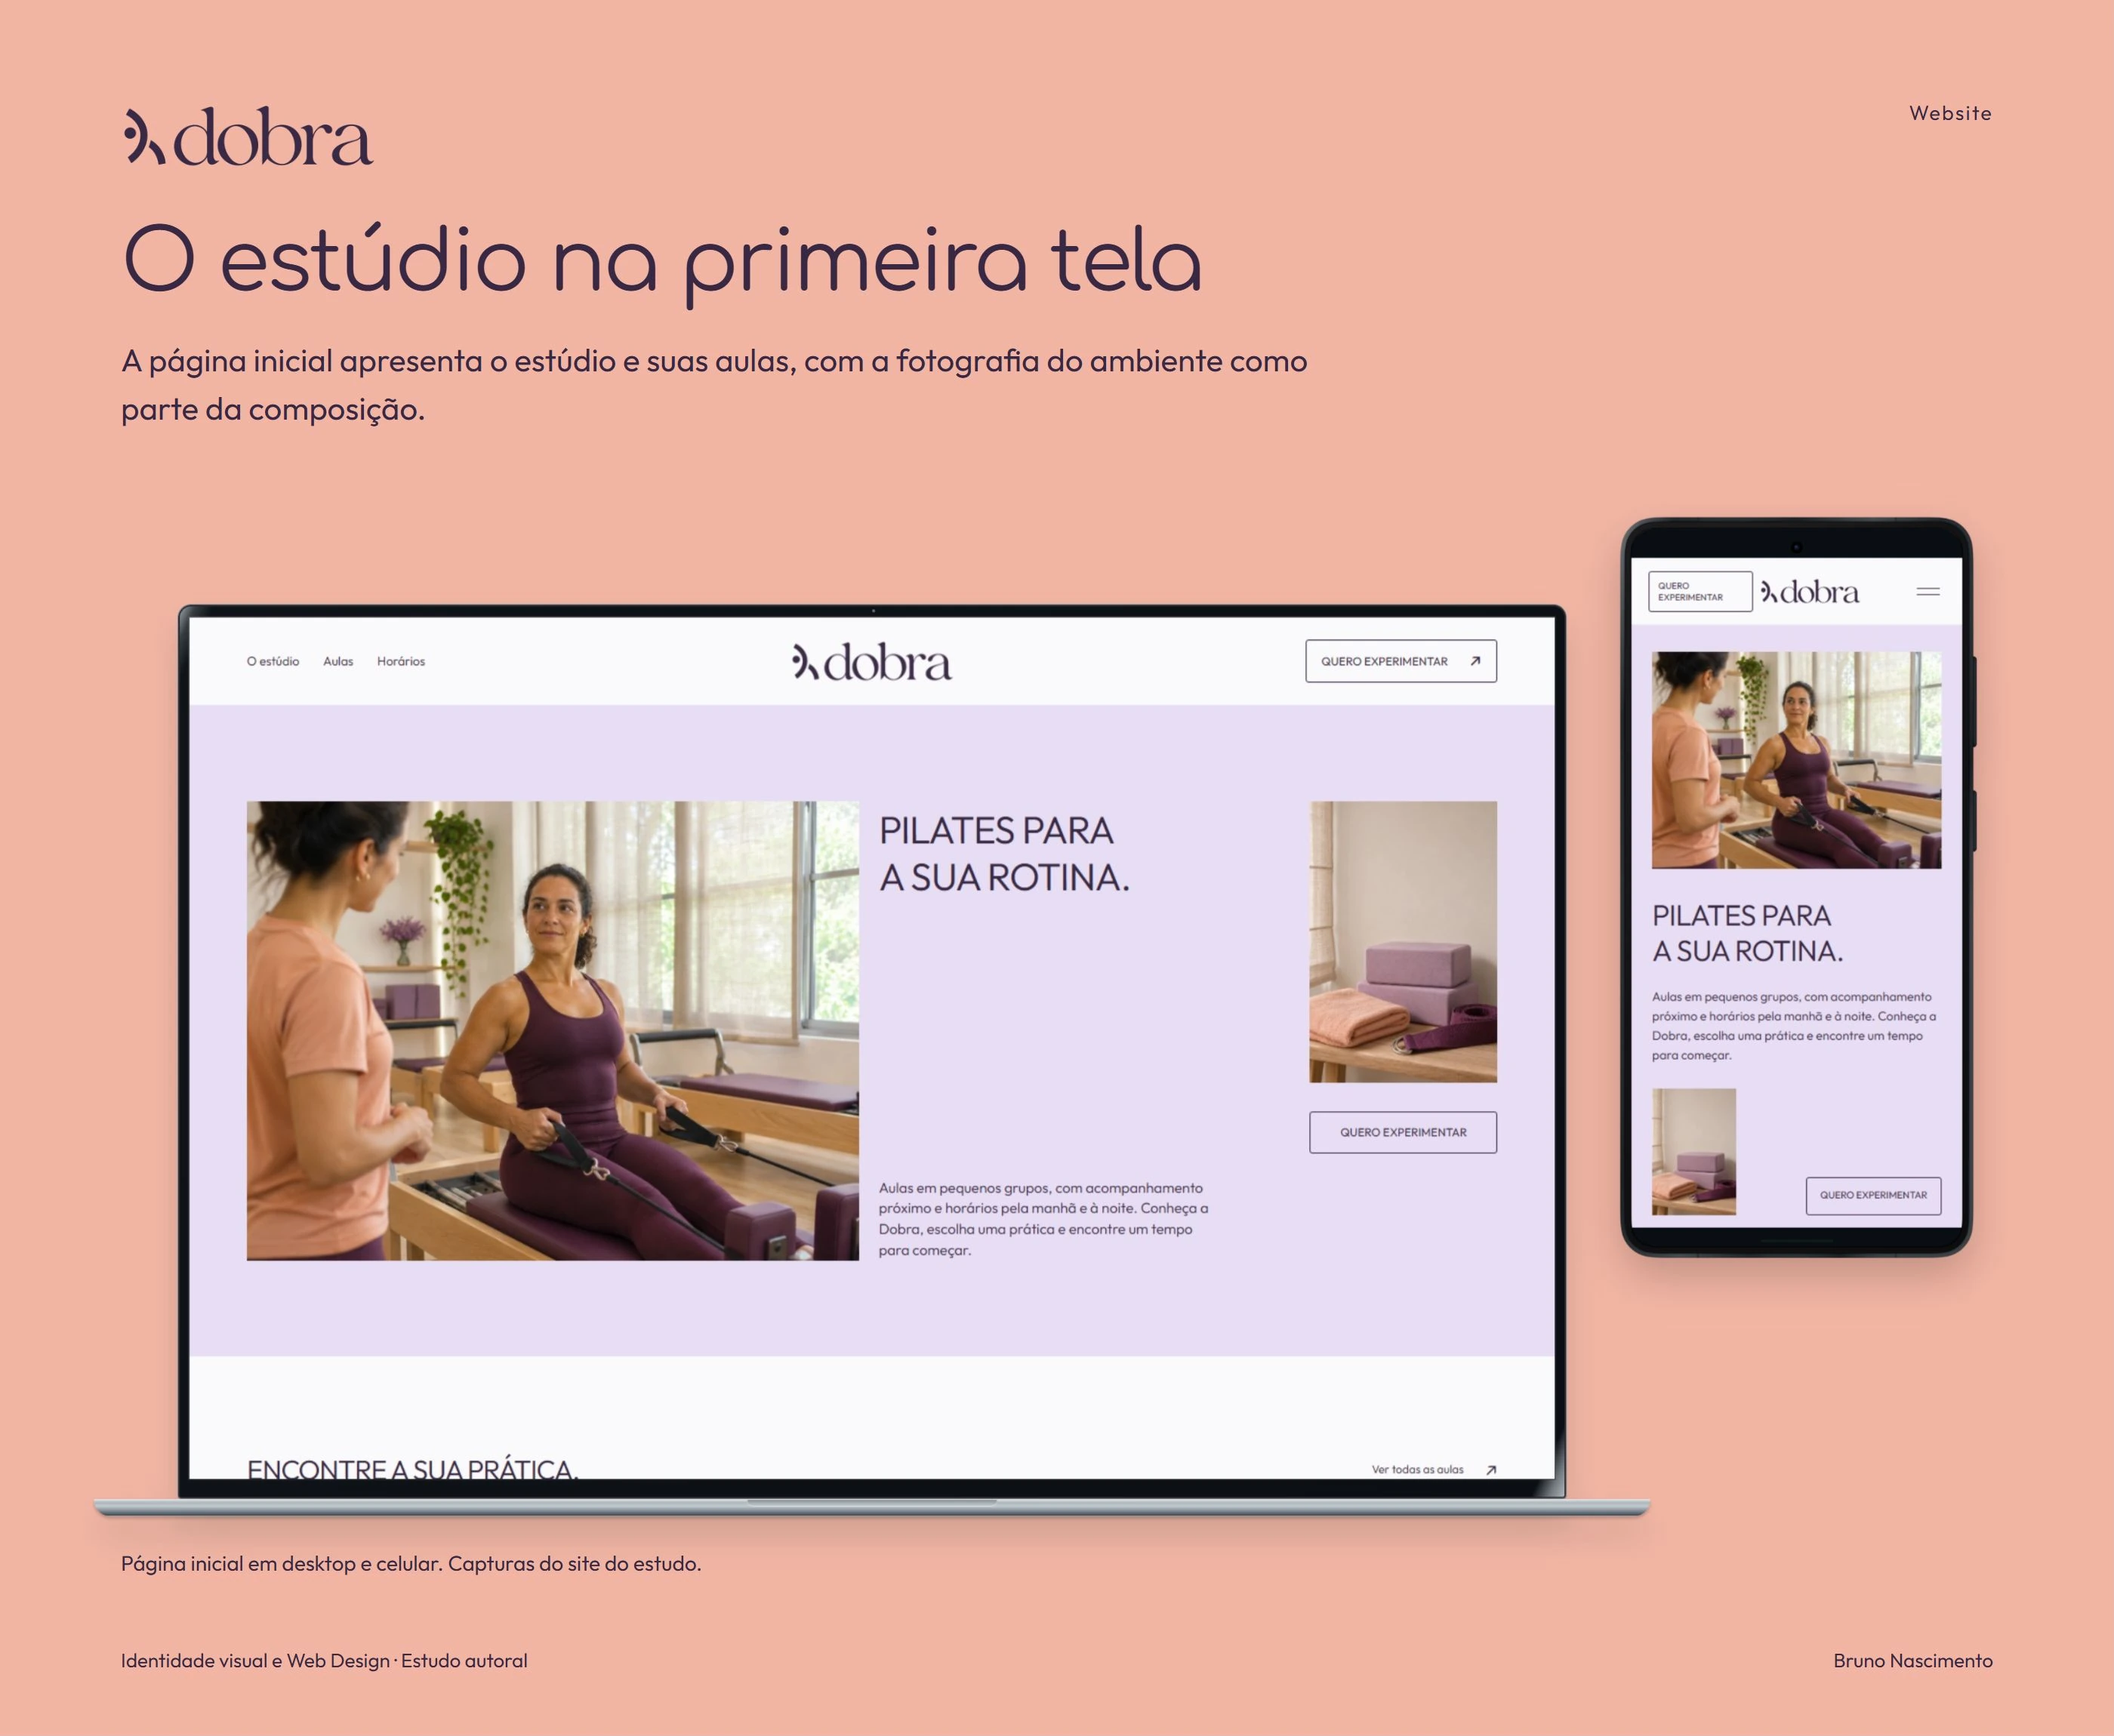 dobra
Website
O estúdio na primeira tela
A página inicial apresenta o estúdio e suas aulas, com a fotografia do ambiente como
parte da composição.
O estúdio
Aulas
Horários
dobra
QUERO EXPERIMENTAR
PILATES PARA
A SUA ROTINA.
QUERO EXPERIMENTAR
Aulas em pequenos grupos, com acompanhamento
próximo e horários pela manhã e à noite. Conheça a
Dobra, escolha uma prática e encontre um tempo
para começar.
ENCONTRE A SUA PRÁTICA.
Ver todas as aulas
QUERO
EXPERIMENTAR
dobra
PILATES PARA
A SUA ROTINA.
Aulas em pequenos grupos, com acompanhamento
próximo e horários pela manhã e à noite. Conheça a
Dobra, escolha uma prática e encontre um tempo
para começar.
QUERO EXPERIMENTAR
Página inicial em desktop e celular. Capturas do site do estudo.
Identidade visual e Web Design · Estudo autoral
Bruno Nascimento